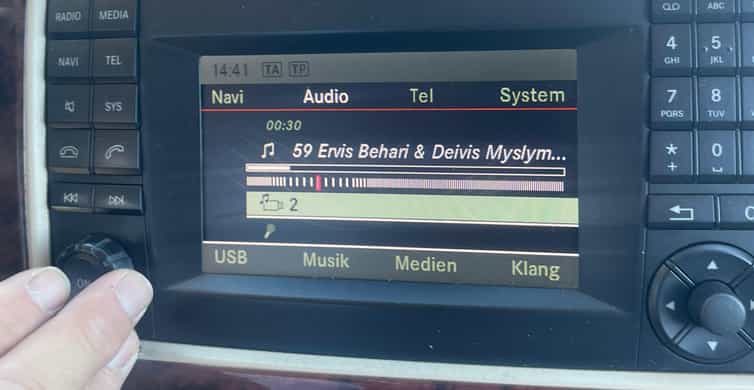 RADIO MEDIA
ABC
14:41 TA TP
4 GHI 5 JKL
NAVI TEL
Navi Audio Tel System
SYS
7 PQRS 8 TUV
00:30
59 Ervis Behari & Deivis Myslym...
* + 0
2
USB Musik Medien Klang
ON